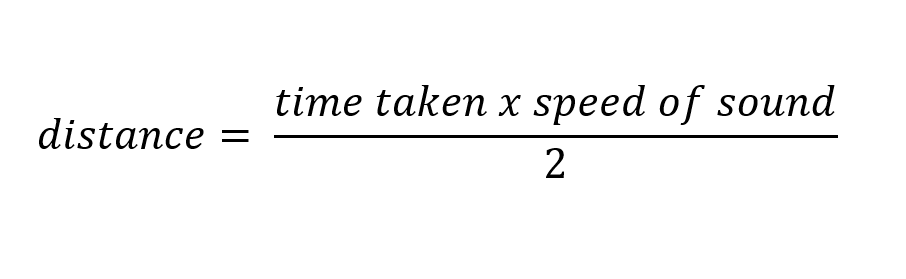 distance = time taken x speed of sound
2